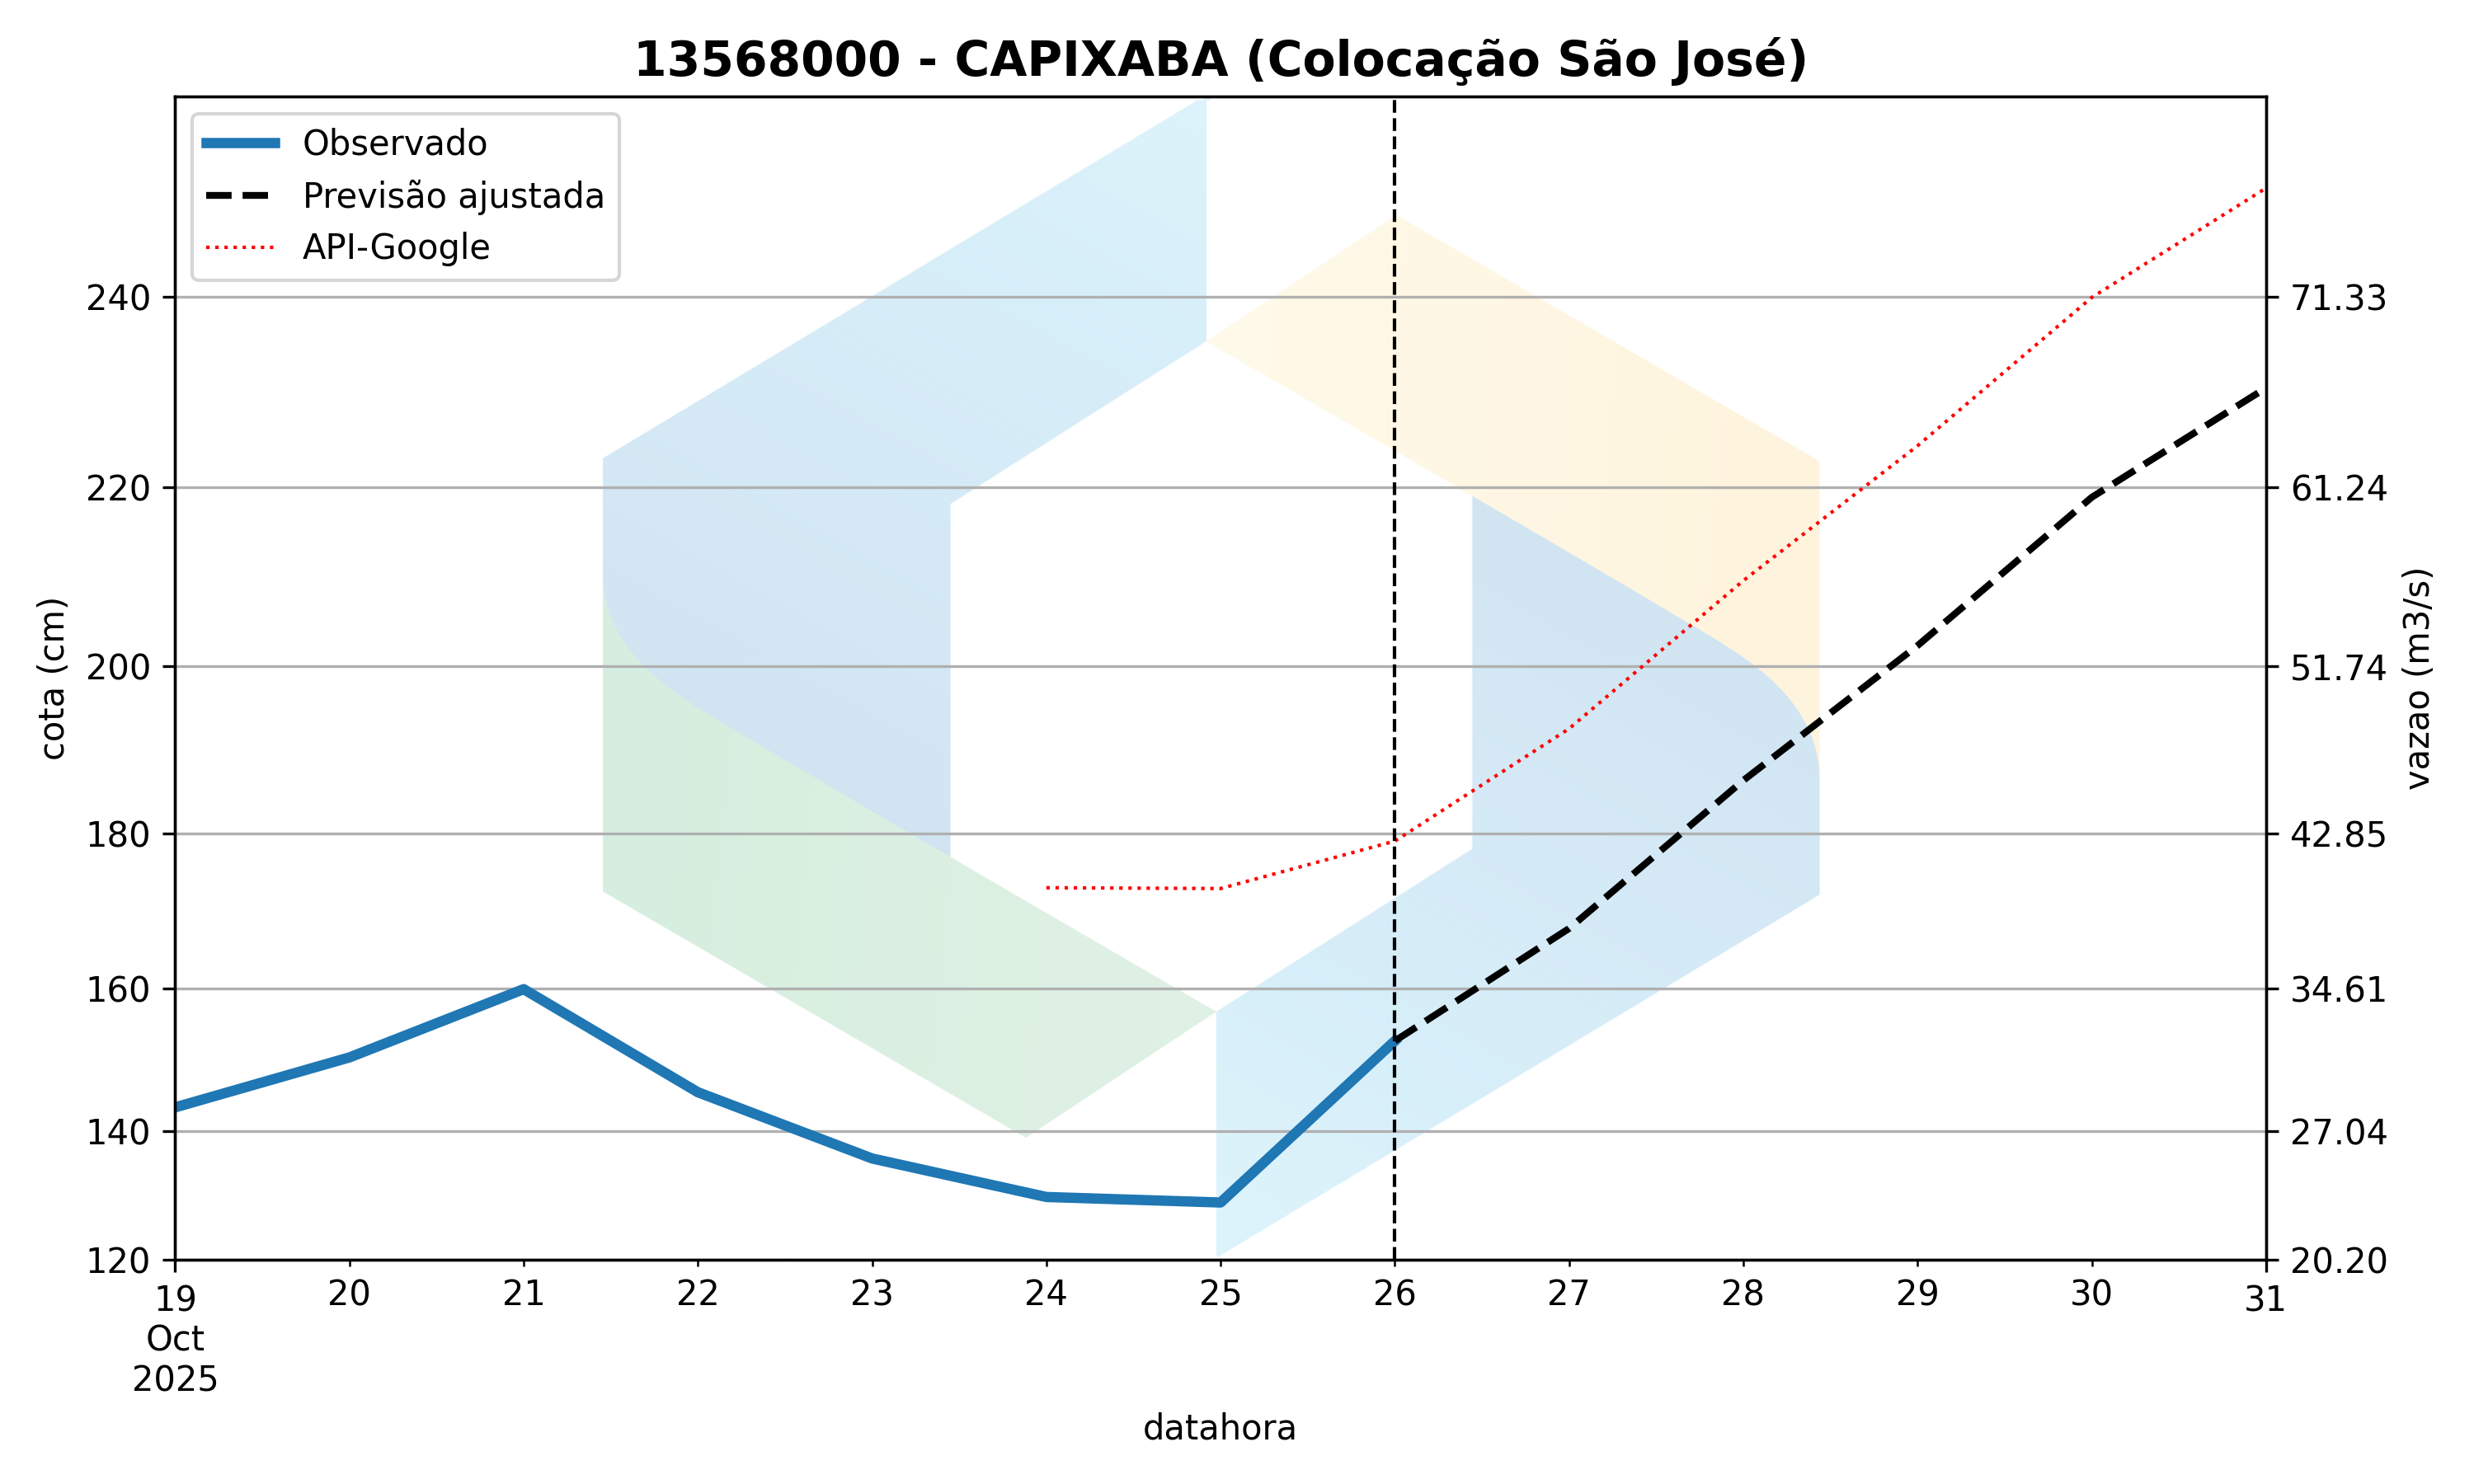 13568000 - CAPIXABA (Colocação São José)
Observado
Previsão ajustada
API-Google
240
220
200
180
160
140
120
cota (cm)
71.33
61.24
51.74
42.85
34.61
27.04
20.20
vazao (m3/s)
19 20 21 22 23 24 25 26 27 28 29 30 31
Oct
2025
datahora